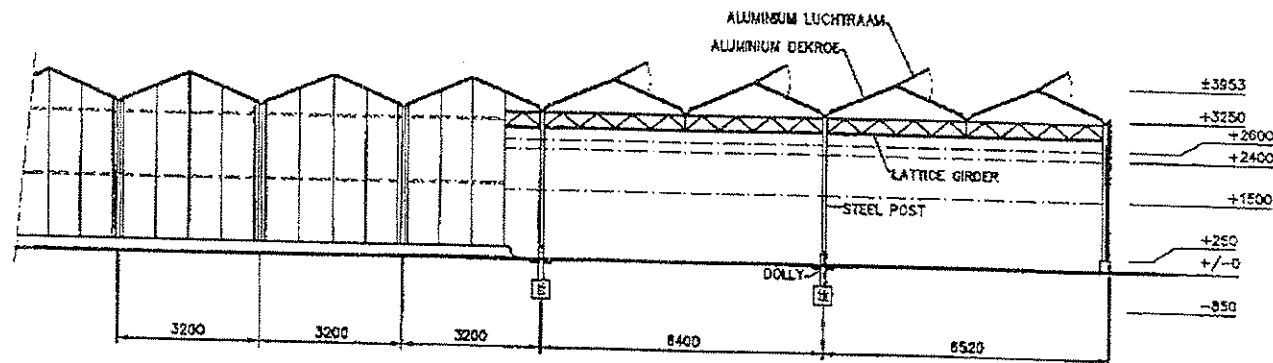 ALUMINIUM LUCHTRAAM
ALUMINIUM DEKROE
±3953
+3250
+2600
+2400
LATTICE GIRDER
+1500
STEEL POST
+250
+/-0
DOLLY
-850
3200
3200
3200
6400
6520